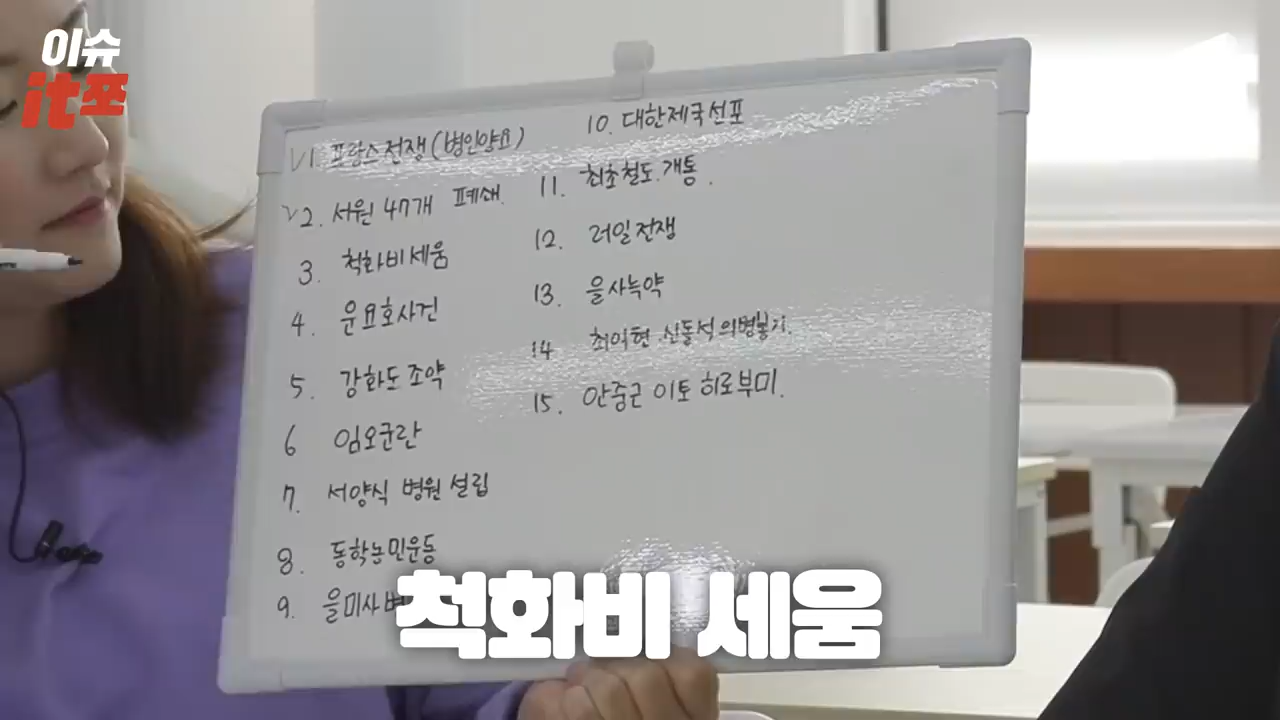 이슈
it쪼
√1. 프랑스전쟁(병인양요)
√2. 서원 47개 폐쇄.
3. 척화비세움
4. 운요호사건
5. 강화도 조약
6 임오군란
7. 서양식 병원 설립
8. 동학농민운동
9. 을미사변
10. 대한제국선포
11. 최초철도.개통.
12. 러일전쟁
13. 을사늑약
14 최익현.신돌석 의병봉기.
15. 안중근 이토 히로부미.
척화비 세움